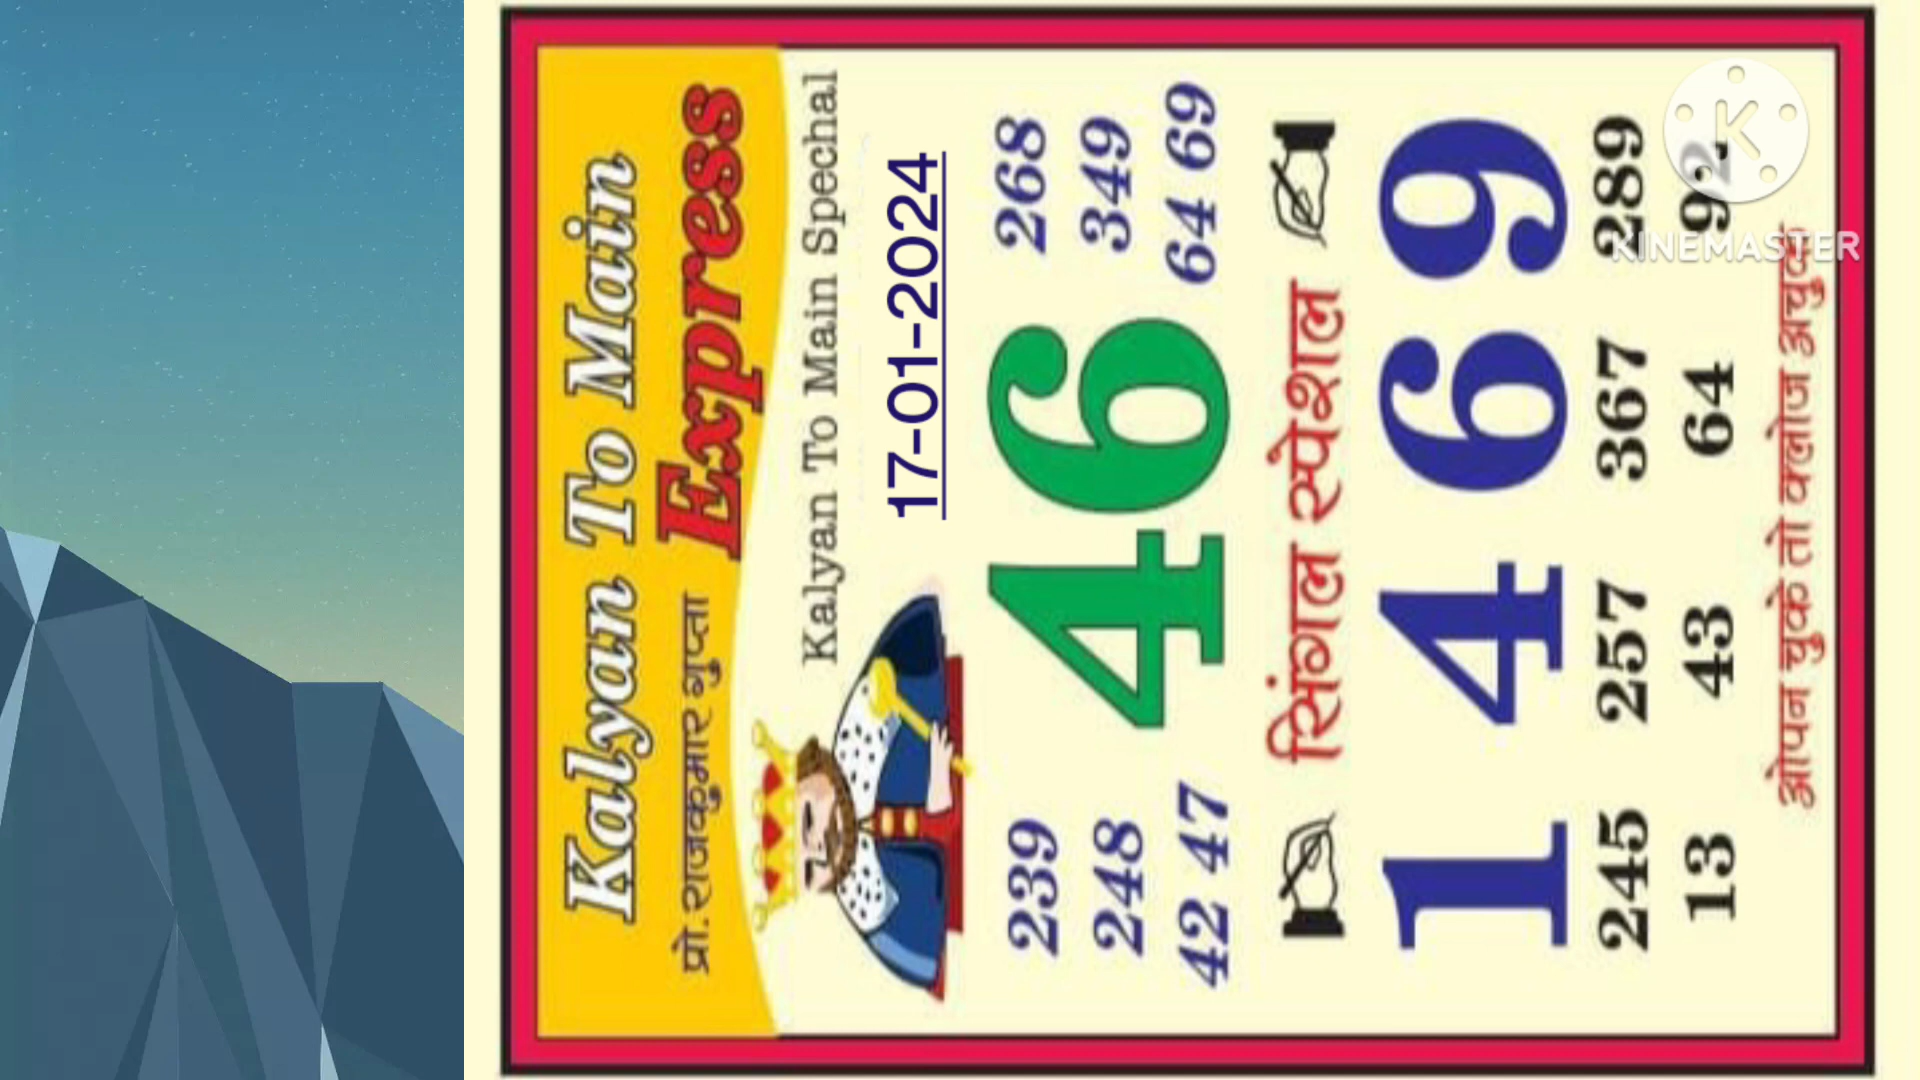 Kalyan To Main
प्रो. राजकुमार गुप्ता Express
Kalyan To Main Spechal
17-01-2024
239 46 268
248 349
42 47 64 69
सिंगल स्पेशल
1 4 6 9
245 257 367 289
13 43 64 92
ओपन चुके तो क्लोज अचुक
KINEMASTER